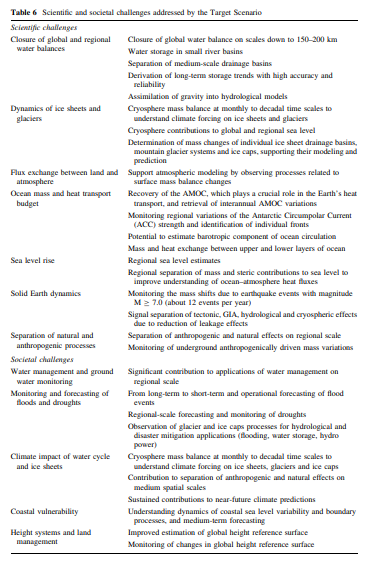 Table 6 Scientific and societal challenges addressed by the Target Scenario
Scientific challenges
Closure of global and regional water balances
Closure of global water balance on scales down to 150–200 km
Water storage in small river basins
Separation of medium-scale drainage basins
Derivation of long-term storage trends with high accuracy and
reliability
Assimilation of gravity into hydrological models
Dynamics of ice sheets and
glaciers
Cryosphere mass balance at monthly to decadal time scales to
understand climate forcing on ice sheets and glaciers
Cryosphere contributions to global and regional sea level
Determination of mass changes of individual ice sheet drainage basins,
mountain glacier systems and ice caps, supporting their modeling and
prediction
Flux exchange between land and
atmosphere
Support atmospheric modeling by observing processes related to
surface mass balance changes
Ocean mass and heat transport
budget
Recovery of the AMOC, which plays a crucial role in the Earth's heat
transport, and retrieval of interannual AMOC variations
Monitoring regional variations of the Antarctic Circumpolar Current
(ACC) strength and identification of individual fronts
Potential to estimate barotropic component of ocean circulation
Mass and heat exchange between upper and lower layers of ocean
Sea level rise
Regional sea level estimates
Regional separation of mass and steric contributions to sea level to
improve understanding of ocean–atmosphere heat fluxes
Solid Earth dynamics
Monitoring the mass shifts due to earthquake events with magnitude
M ≥ 7.0 (about 12 events per year)
Signal separation of tectonic, GIA, hydrological and cryospheric effects
due to reduction of leakage effects
Separation of natural and
anthropogenic processes
Separation of anthropogenic and natural effects on regional scale
Monitoring of underground anthropogenically driven mass variations
Societal challenges
Water management and ground
water monitoring
Significant contribution to applications of water management on
regional scale
Monitoring and forecasting of
floods and droughts
From long-term to short-term and operational forecasting of flood
events
Regional-scale forecasting and monitoring of droughts
Observation of glacier and ice caps processes for hydrological and
disaster mitigation applications (flooding, water storage, hydro
power)
Climate impact of water cycle
and ice sheets
Cryosphere mass balance at monthly to decadal time scales to
understand climate forcing on ice sheets, glaciers and ice caps
Contribution to separation of anthropogenic and natural effects on
medium spatial scales
Sustained contributions to near-future climate predictions
Coastal vulnerability
Understanding dynamics of coastal sea level variability and boundary
processes, and medium-term forecasting
Height systems and land
management
Improved estimation of global height reference surface
Monitoring of changes in global height reference surface